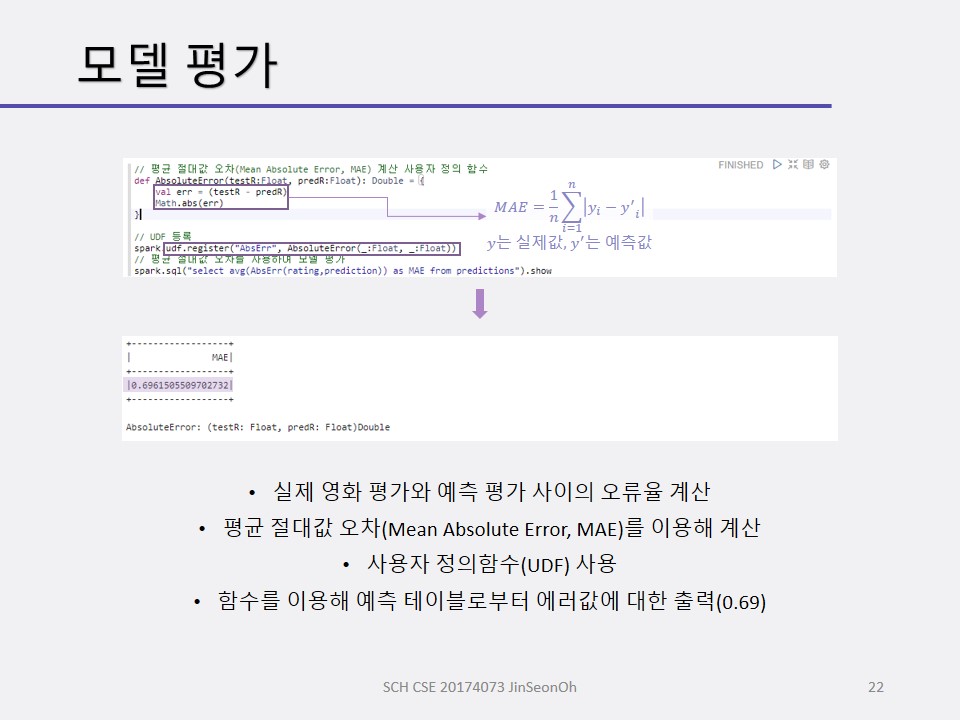 모델 평가
// 평균 절대값 오차(Mean Absolute Error, MAE) 계산 사용자 정의 함수
FINISHED
def AbsoluteError(testR:Float, predR:Float): Double = {
val err = (testR - predR)
Math.abs(err)
}
MAE = \frac{1}{n}\sum_{i=1}^{n}|y_i − y'_i|
y는 실제값, y'는 예측값
// UDF 등록
spark.udf.register("AbsErr", AbsoluteError(_:Float, _:Float))
// 평균 절대값 오차를 사용하여 모델 평가
spark.sql("select avg(AbsErr(rating,prediction)) as MAE from predictions").show
+------------------+
|               MAE|
+------------------+
|0.6961505509702732|
+------------------+
AbsoluteError: (testR: Float, predR: Float)Double
• 실제 영화 평가와 예측 평가 사이의 오류율 계산
• 평균 절대값 오차(Mean Absolute Error, MAE)를 이용해 계산
• 사용자 정의함수(UDF) 사용
• 함수를 이용해 예측 테이블로부터 에러값에 대한 출력(0.69)
SCH CSE 20174073 JinSeonOh
22